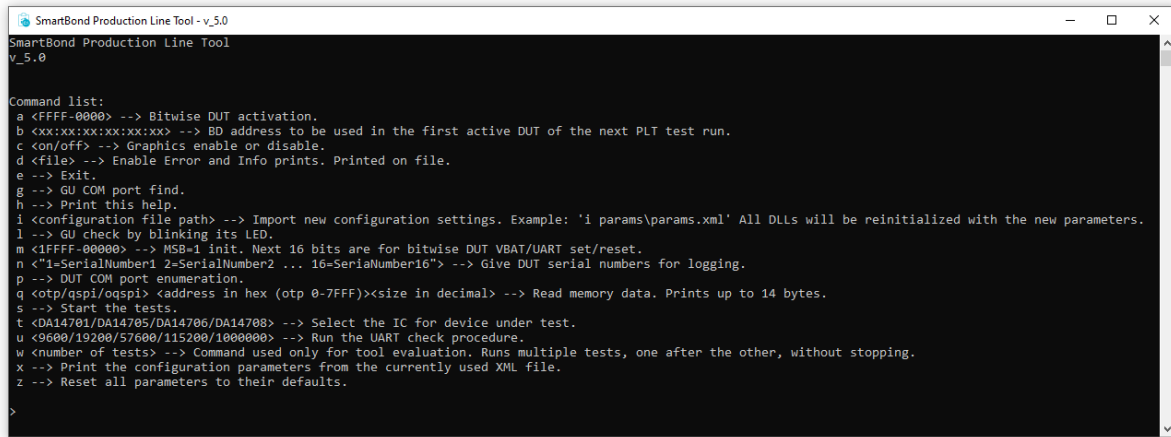 SmartBond Production Line Tool - v_5.0
SmartBond Production Line Tool
v_5.0
Command list:
a <FFFF-0000> --> Bitwise DUT activation.
b <xx:xx:xx:xx:xx:xx> --> BD address to be used in the first active DUT of the next PLT test run.
c <on/off> --> Graphics enable or disable.
d <file> --> Enable Error and Info prints. Printed on file.
e --> Exit.
g --> GU COM port find.
h --> Print this help.
i <configuration file path> --> Import new configuration settings. Example: 'i params\params.xml' All DLLs will be reinitialized with the new parameters.
l --> GU check by blinking its LED.
m <1FFFF-00000> --> MSB=1 init. Next 16 bits are for bitwise DUT VBAT/UART set/reset.
n <"1=SerialNumber1 2=SerialNumber2 ... 16=SeriaNumber16"> --> Give DUT serial numbers for logging.
p --> DUT COM port enumeration.
q <otp/qspi/oqspi> <address in hex (otp 0-7FFF)><size in decimal> --> Read memory data. Prints up to 14 bytes.
s --> Start the tests.
t <DA14701/DA14705/DA14706/DA14708> --> Select the IC for device under test.
u <9600/19200/57600/115200/1000000> --> Run the UART check procedure.
w <number of tests> --> Command used only for tool evaluation. Runs multiple tests, one after the other, without stopping.
x --> Print the configuration parameters from the currently used XML file.
z --> Reset all parameters to their defaults.
>